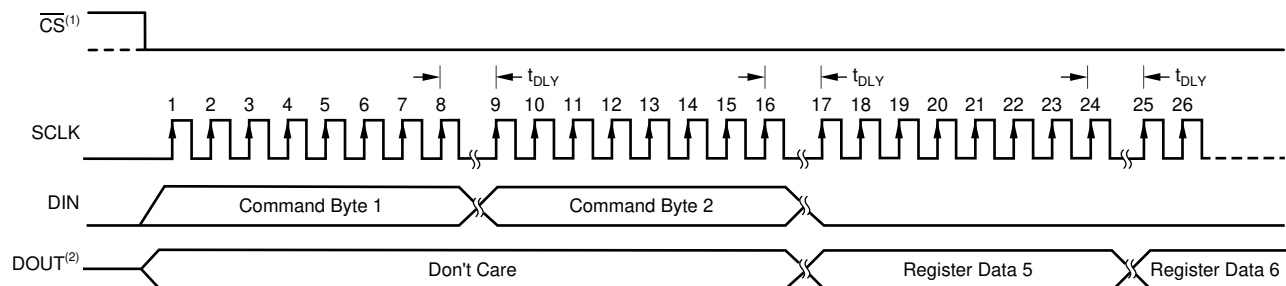 CS(1)
tDLY tDLY tDLY
1 2 3 4 5 6 7 8 9 10 11 12 13 14 15 16 17 18 19 20 21 22 23 24 25 26
SCLK
DIN Command Byte 1 Command Byte 2
DOUT(2) Don't Care Register Data 5 Register Data 6